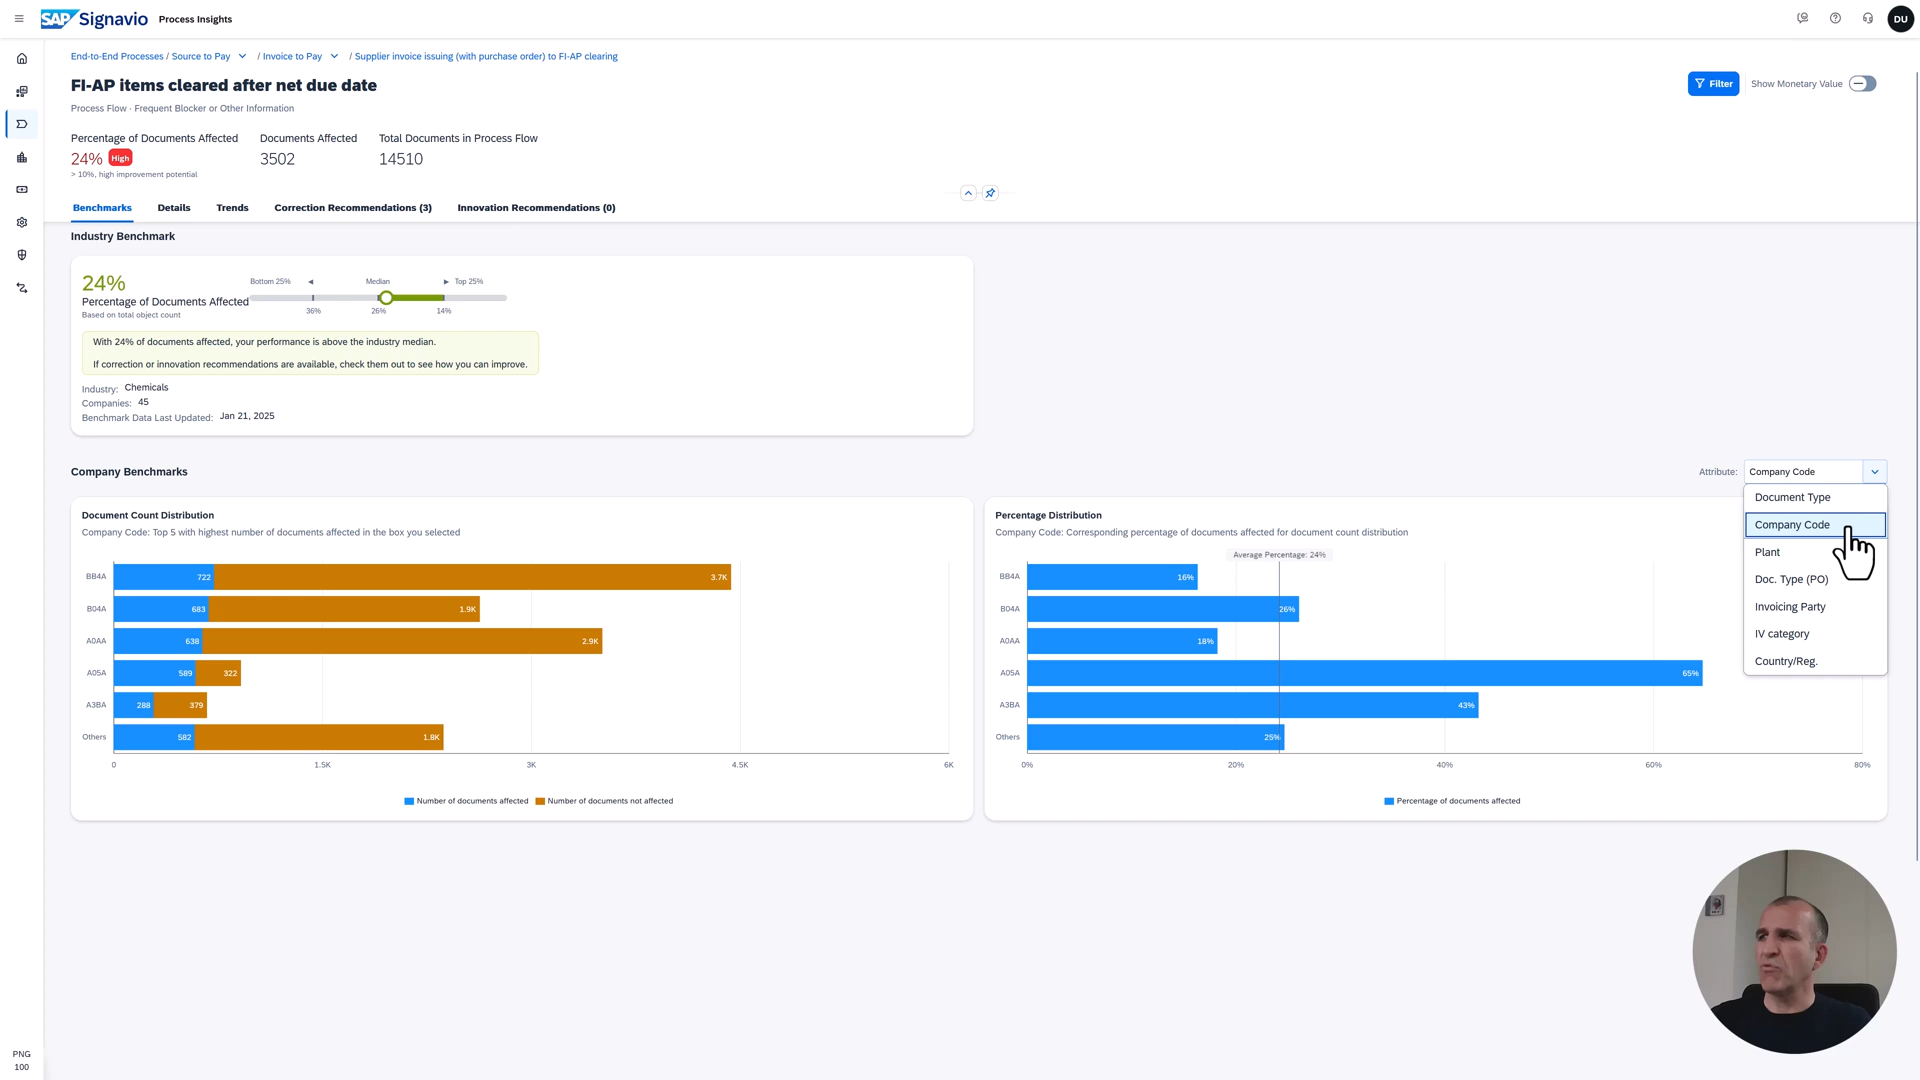 SAP Signavio Process Insights
DU
End-to-End Processes / Source to Pay / Invoice to Pay / Supplier invoice issuing (with purchase order) to FI-AP clearing
FI-AP items cleared after net due date
Filter Show Monetary Value
Process Flow · Frequent Blocker or Other Information
Percentage of Documents Affected Documents Affected Total Documents in Process Flow
24% High 3502 14510
> 10%, high improvement potential
Benchmarks Details Trends Correction Recommendations (3) Innovation Recommendations (0)
Industry Benchmark
24%
Percentage of Documents Affected
Based on total object count
Bottom 25% ◄ Median ► Top 25%
36% 26% 14%
With 24% of documents affected, your performance is above the industry median.
If correction or innovation recommendations are available, check them out to see how you can improve.
Industry: Chemicals
Companies: 45
Benchmark Data Last Updated: Jan 21, 2025
Company Benchmarks
Attribute: Company Code
Document Type
Company Code
Plant
Doc. Type (PO)
Invoicing Party
IV category
Country/Reg.
Document Count Distribution
Company Code: Top 5 with highest number of documents affected in the box you selected
BB4A 722 3.7K
B04A 683 1.9K
A0AA 638 2.9K
A05A 589 322
A3BA 288 379
Others 582 1.8K
0 1.5K 3K 4.5K 6K
Number of documents affected Number of documents not affected
Percentage Distribution
Company Code: Corresponding percentage of documents affected for document count distribution
Average Percentage: 24%
BB4A 16%
B04A 26%
A0AA 18%
A05A 65%
A3BA 43%
Others 25%
0% 20% 40% 60% 80%
Percentage of documents affected
PNG
100